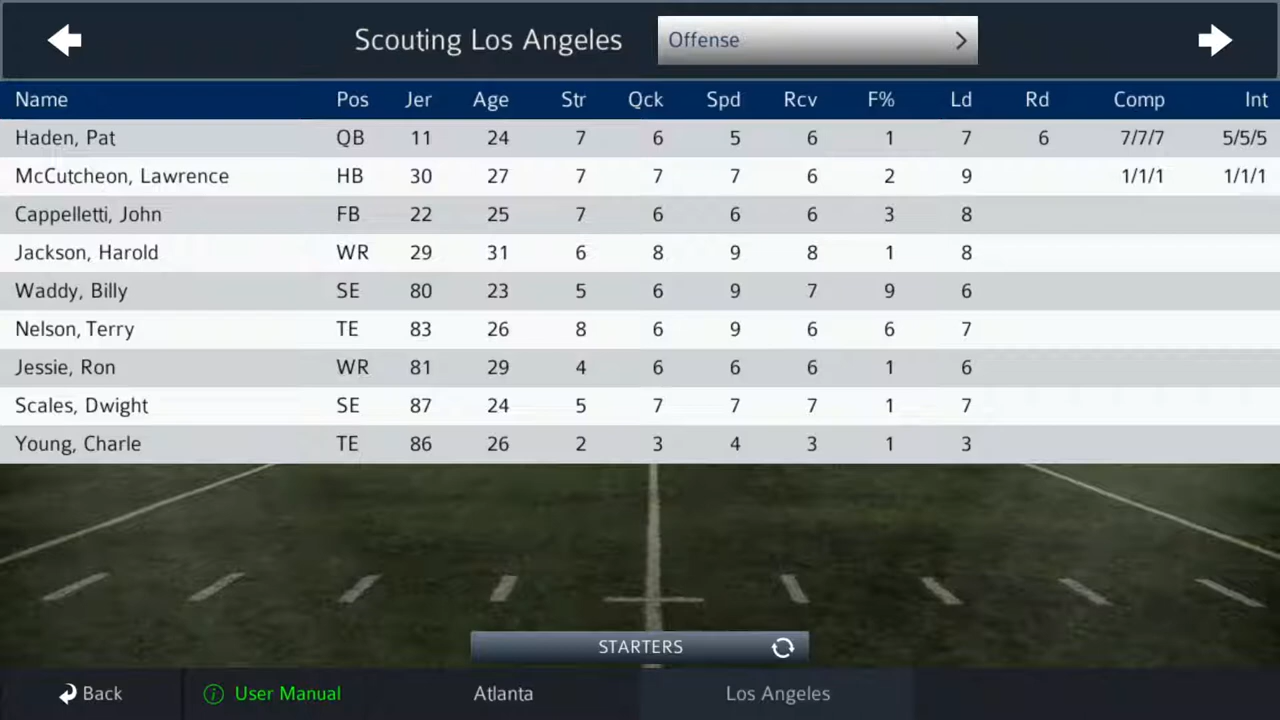 Scouting Los Angeles Offense
Name Pos Jer Age Str Qck Spd Rcv F% Ld Rd Comp Int
Haden, Pat QB 11 24 7 6 5 6 1 7 6 7/7/7 5/5/5
McCutcheon, Lawrence HB 30 27 7 7 7 6 2 9 1/1/1 1/1/1
Cappelletti, John FB 22 25 7 6 6 6 3 8
Jackson, Harold WR 29 31 6 8 9 8 1 8
Waddy, Billy SE 80 23 5 6 9 7 9 6
Nelson, Terry TE 83 26 8 6 9 6 6 7
Jessie, Ron WR 81 29 4 6 6 6 1 6
Scales, Dwight SE 87 24 5 7 7 7 1 7
Young, Charle TE 86 26 2 3 4 3 1 3
STARTERS
Back User Manual Atlanta Los Angeles